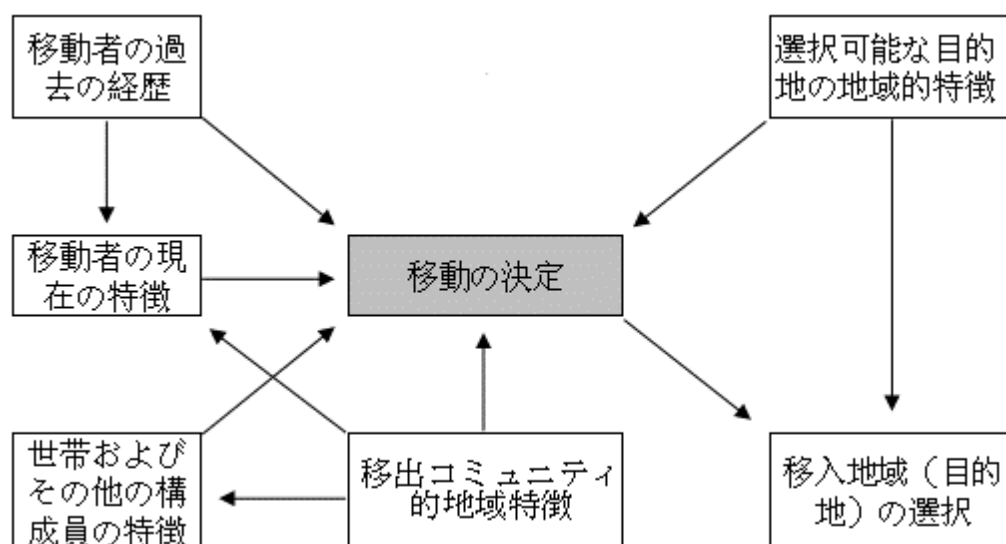 移動者の過
去の経歴
選択可能な目的
地の地域的特徴
移動者の現
在の特徴
移動の決定
世帯および
その他の構
成員の特徴
移出コミュニティ
的地域特徴
移入地域（目的
地）の選択